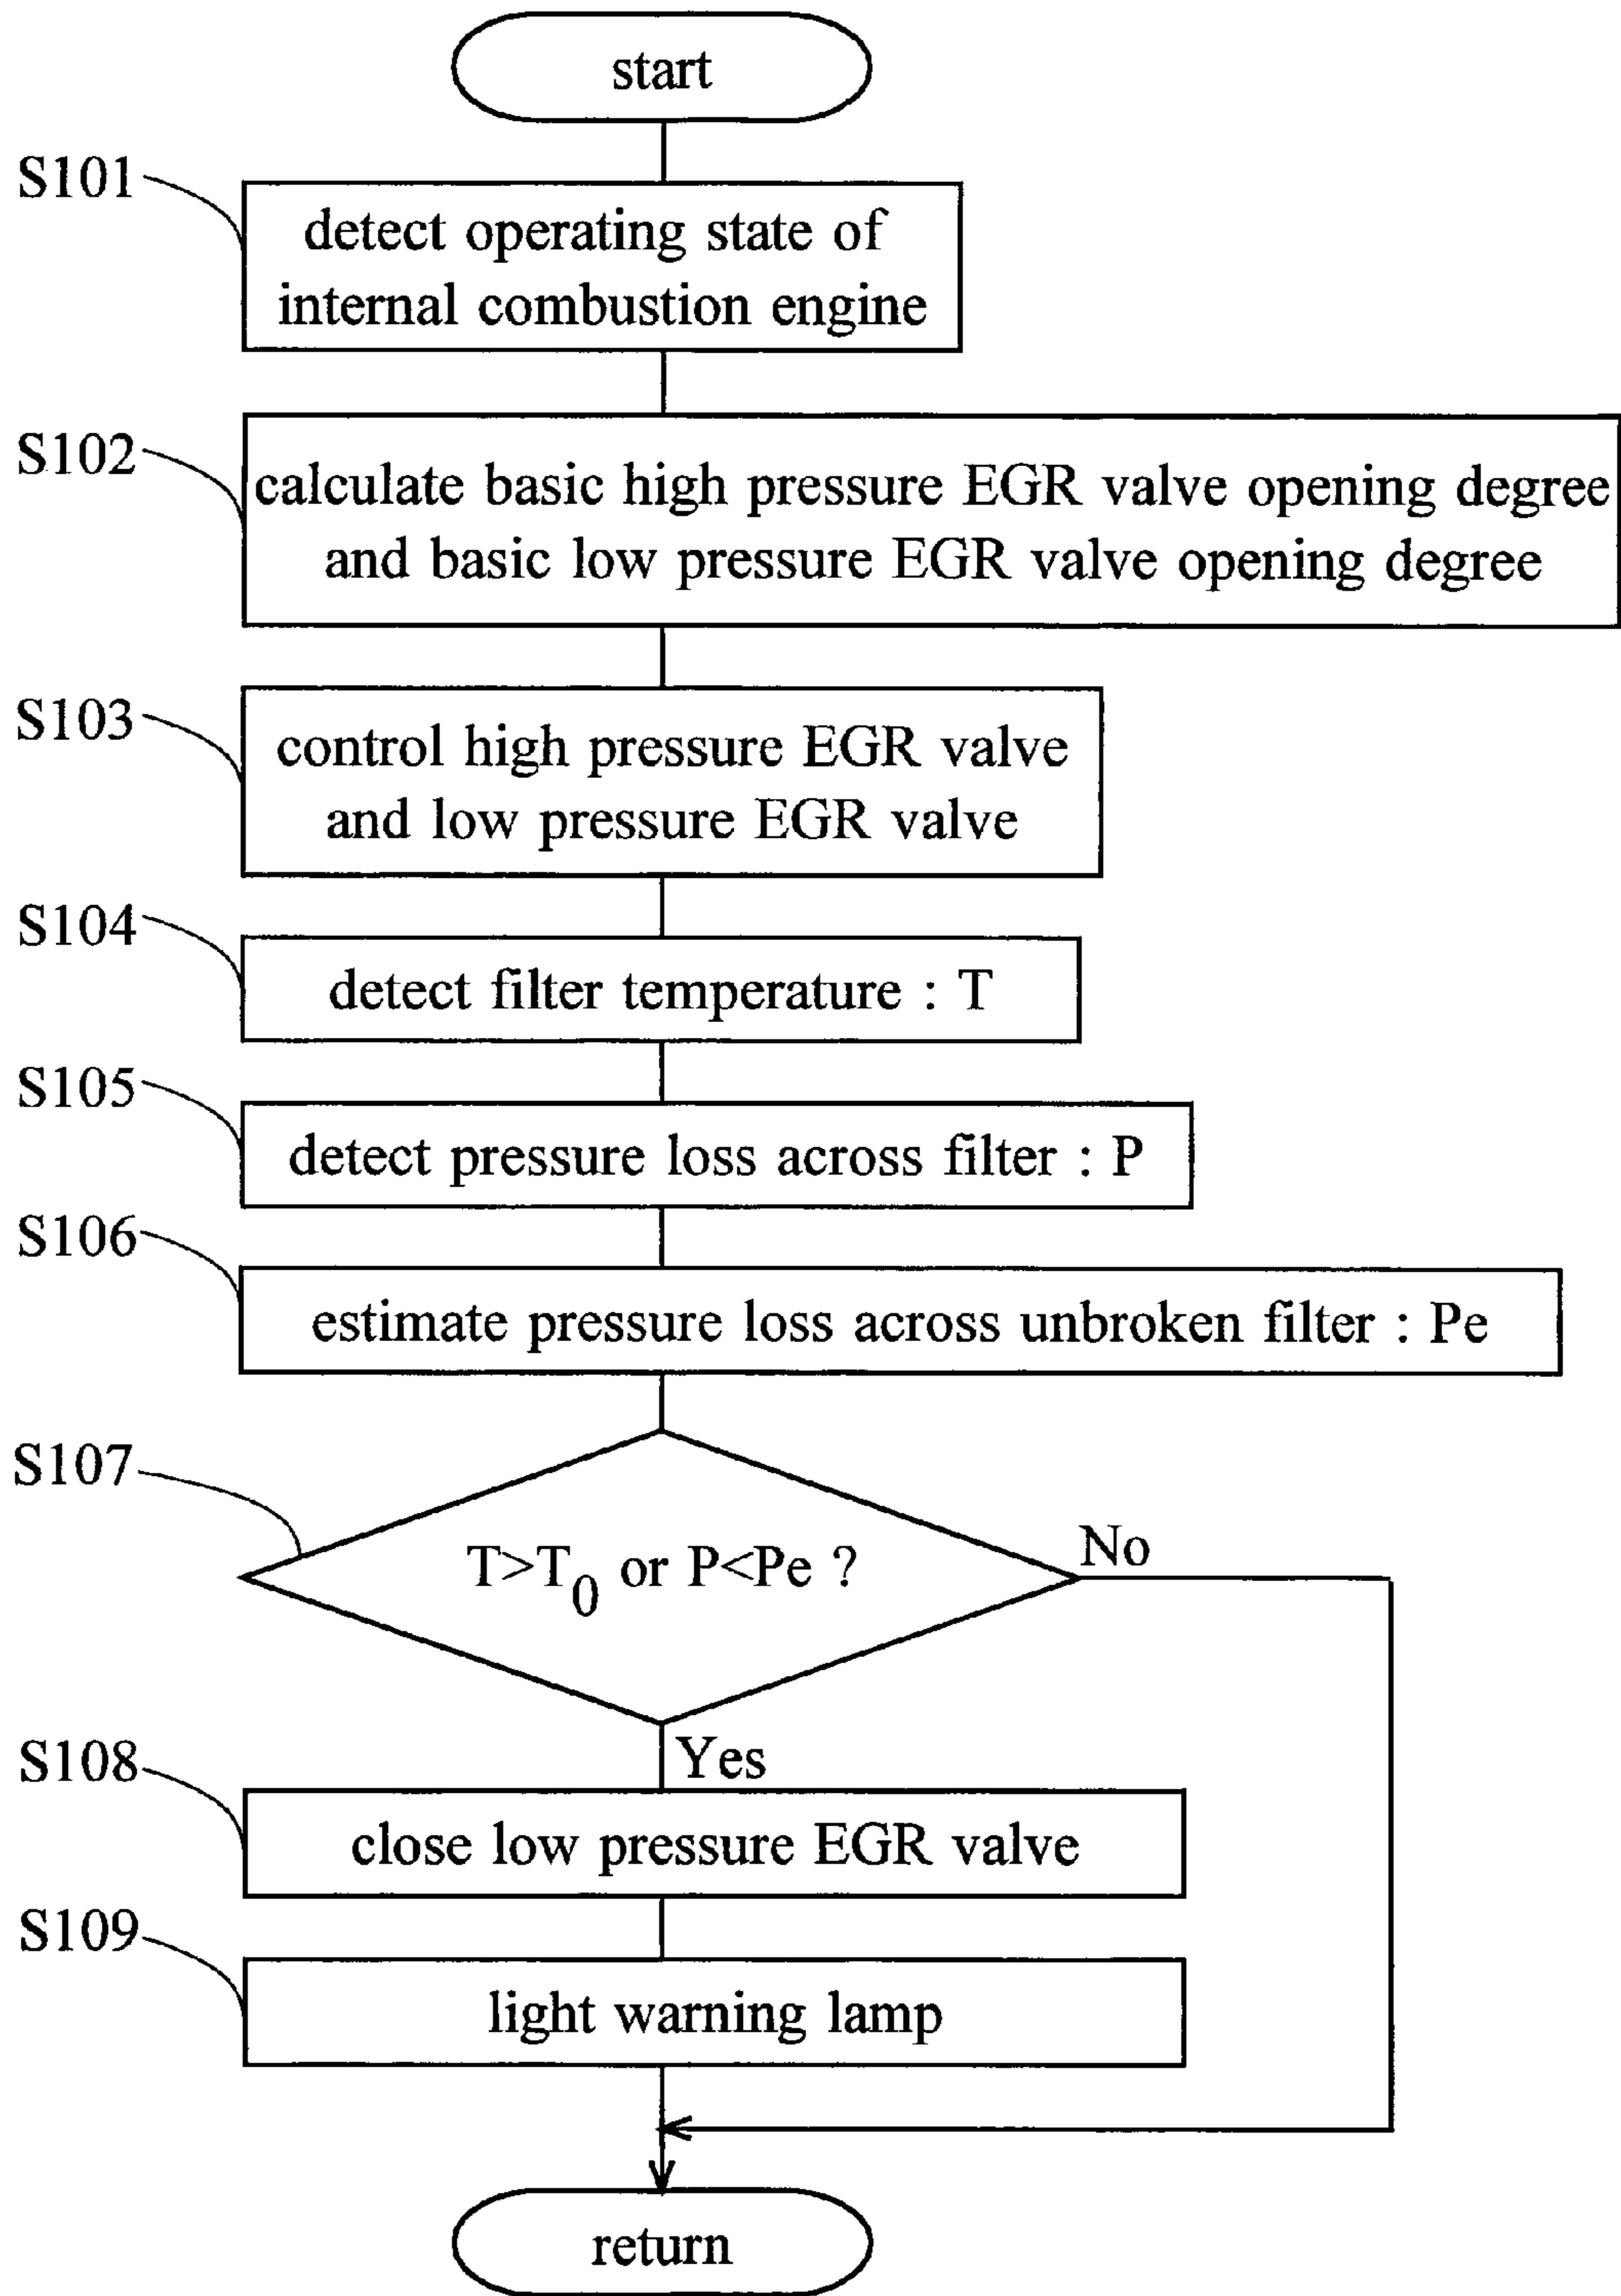 start
S101
detect operating state of
internal combustion engine
S102
calculate basic high pressure EGR valve opening degree
and basic low pressure EGR valve opening degree
S103
control high pressure EGR valve
and low pressure EGR valve
S104
detect filter temperature : T
S105
detect pressure loss across filter : P
S106
estimate pressure loss across unbroken filter : Pe
S107
T>T₀ or P<Pe ?
No
Yes
S108
close low pressure EGR valve
S109
light warning lamp
return